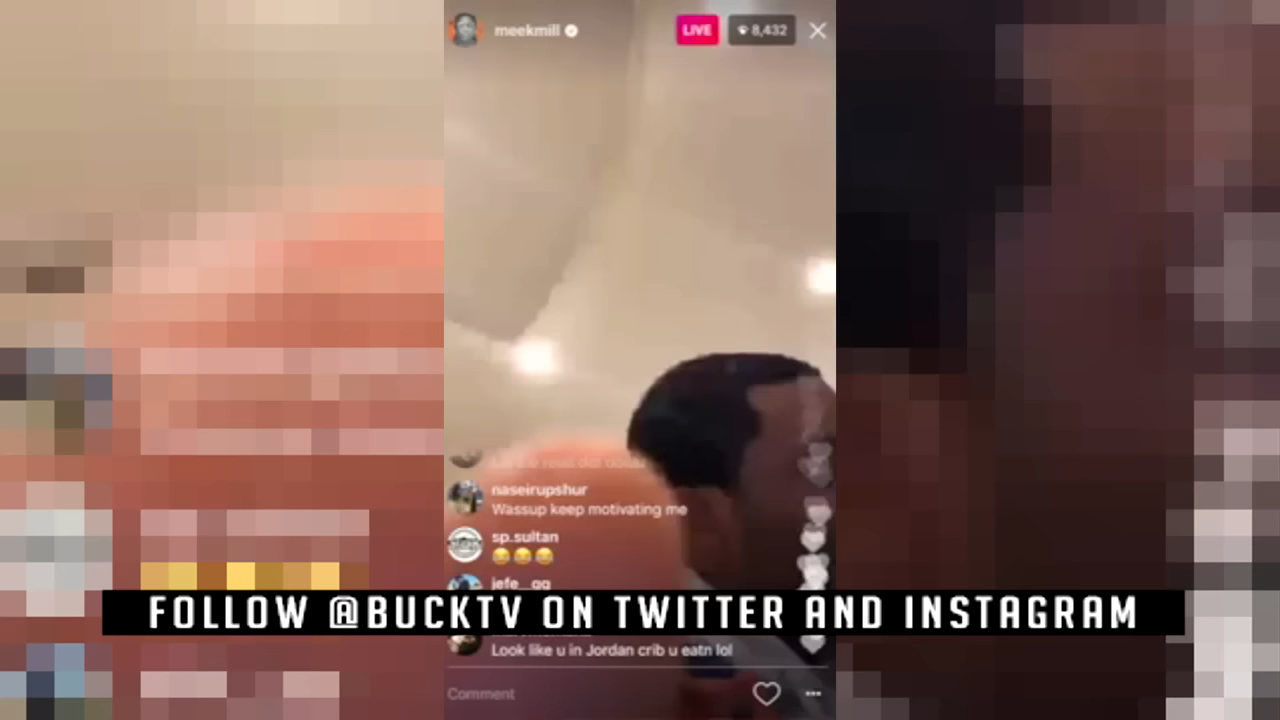 meekmill
LIVE
8,432
naseirupshur
Wassup keep motivating me
sp.sultan
😂😂😂
jefe__gg
FOLLOW @BUCKTV ON TWITTER AND INSTAGRAM
Look like u in Jordan crib u eatn lol
Comment